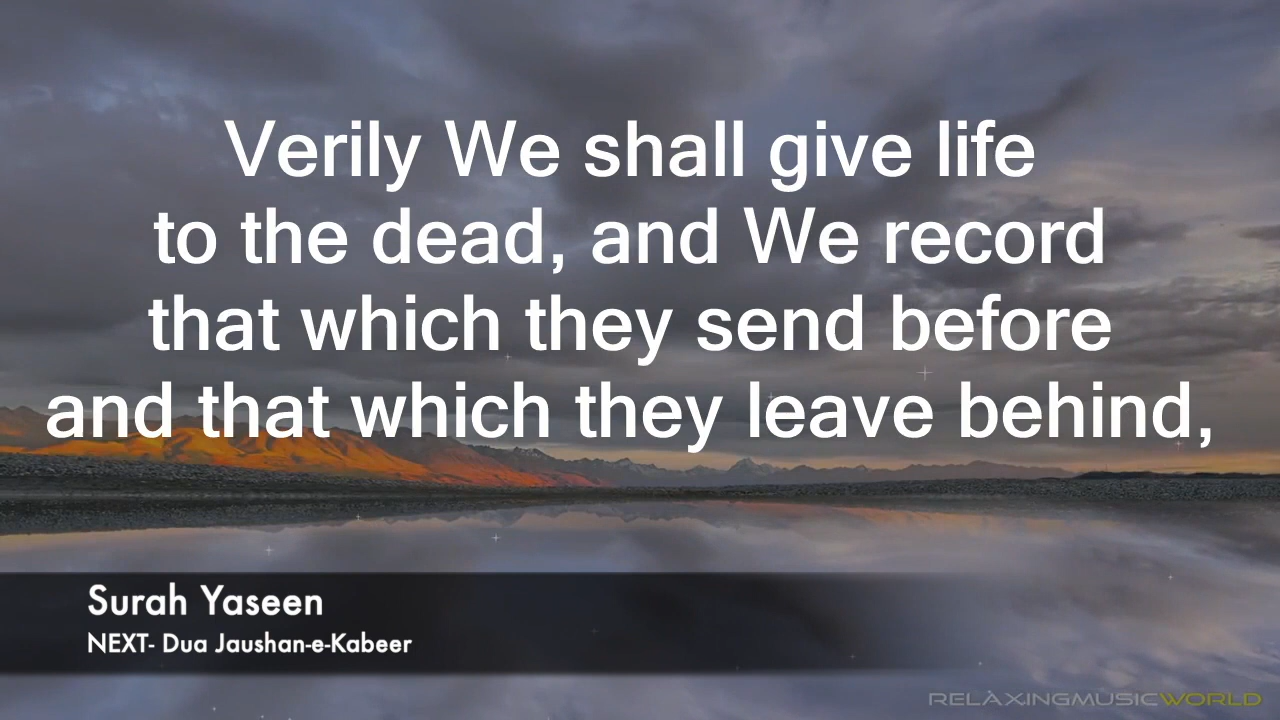 Verily We shall give life
to the dead, and We record
that which they send before
and that which they leave behind,
Surah Yaseen
NEXT- Dua Jaushan-e-Kabeer
RELAXINGMUSICWORLD